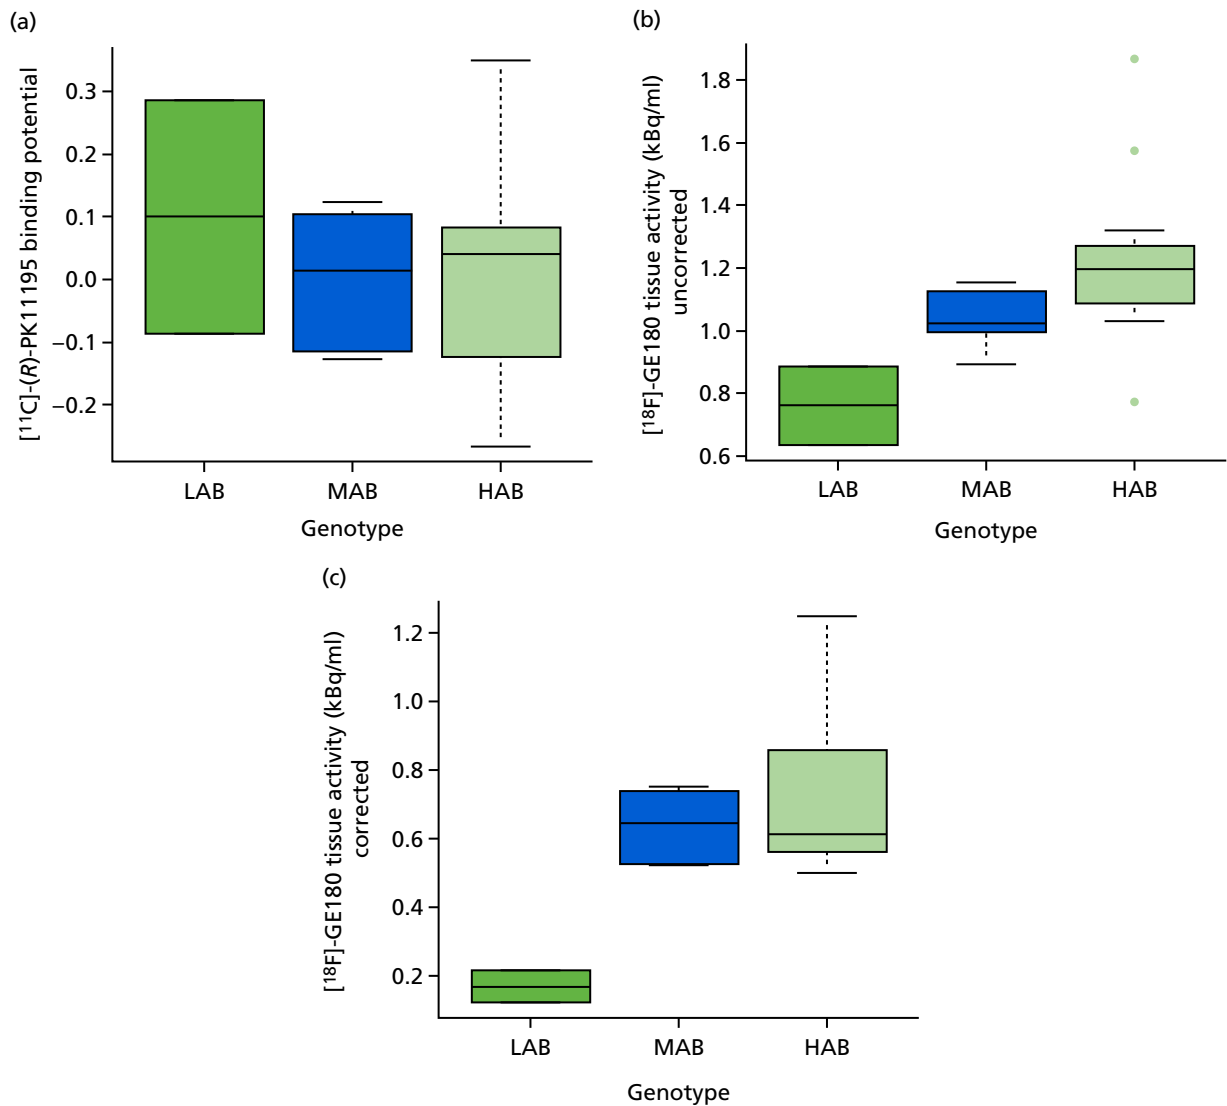 (a)
[¹¹C]-(R)-PK11195 binding potential
0.3
0.2
0.1
0.0
−0.1
−0.2
LAB MAB HAB
Genotype
(b)
[¹⁸F]-GE180 tissue activity (kBq/ml)
uncorrected
1.8
1.6
1.4
1.2
1.0
0.8
0.6
LAB MAB HAB
Genotype
(c)
[¹⁸F]-GE180 tissue activity (kBq/ml)
corrected
1.2
1.0
0.8
0.6
0.4
0.2
LAB MAB HAB
Genotype